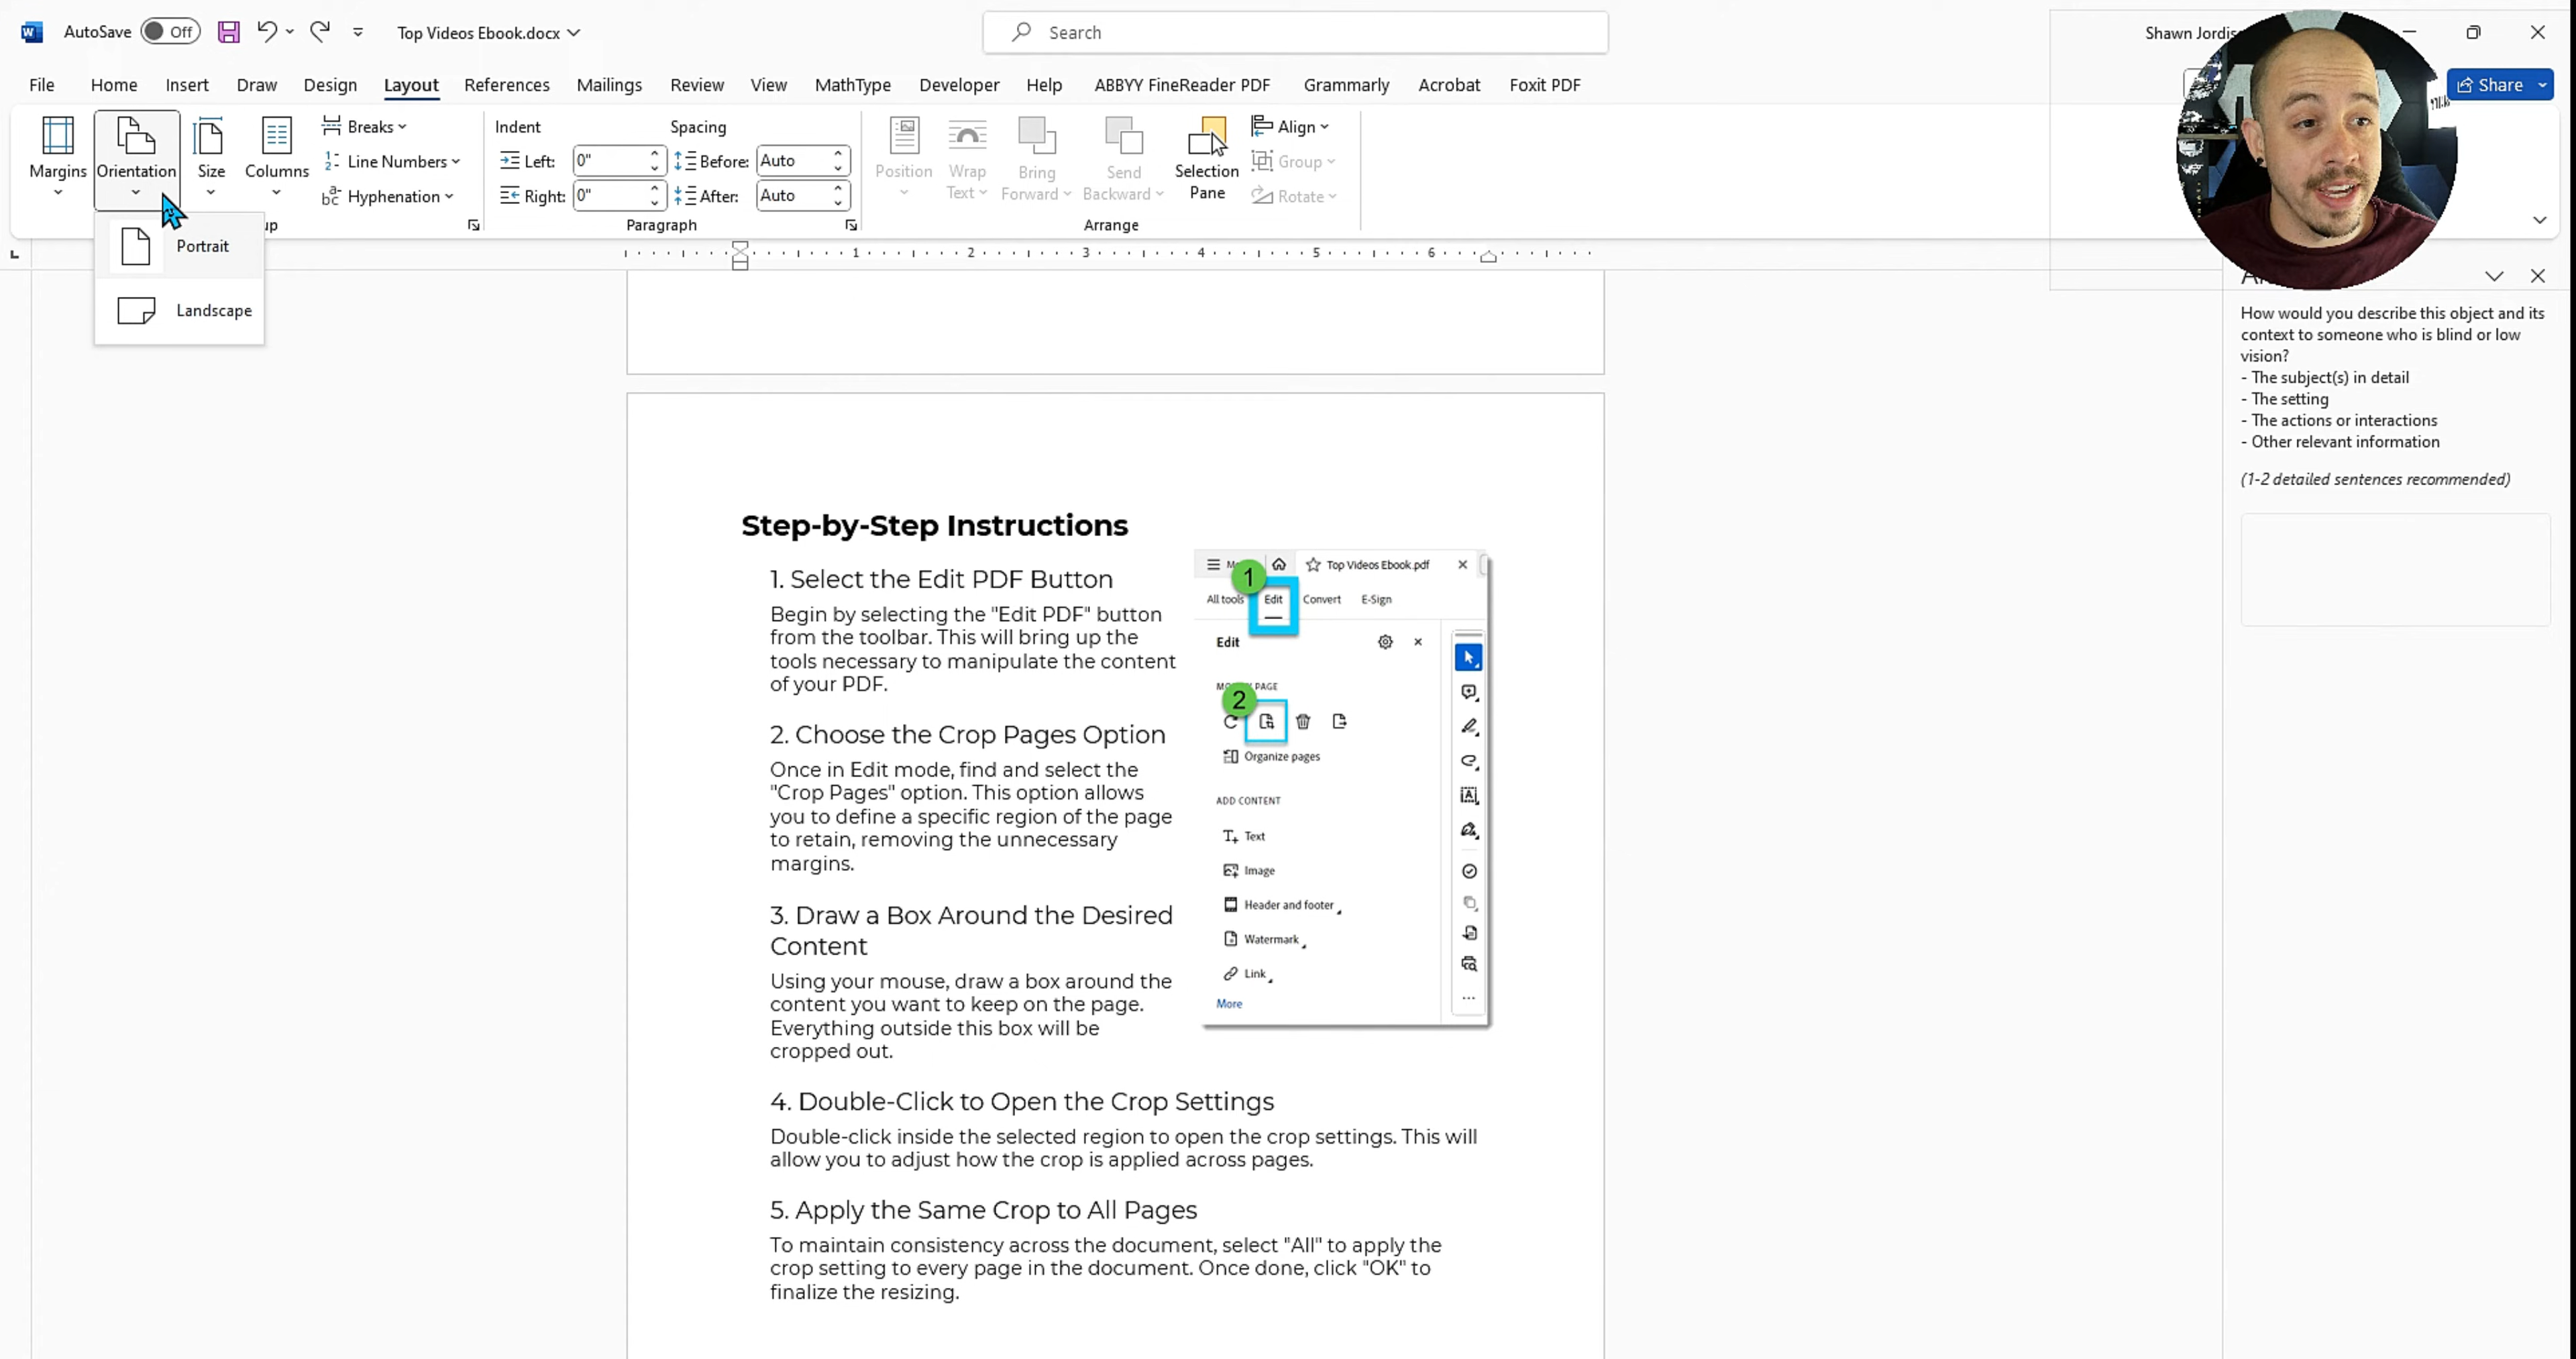 AutoSave Off Top Videos Ebook.docx Search Shawn Jordis
File Home Insert Draw Design Layout References Mailings Review View MathType Developer Help ABBYY FineReader PDF Grammarly Acrobat Foxit PDF Share
Margins Orientation Size Columns
Breaks
Line Numbers
Hyphenation
Indent Spacing
Left: 0" Before: Auto
Right: 0" After: Auto
Paragraph
Position
Wrap
Text
Bring
Forward
Send
Backward
Selection
Pane
Align
Group
Rotate
Arrange
Portrait
Landscape
1 2 3 4 5 6
How would you describe this object and its
context to someone who is blind or low
vision?
- The subject(s) in detail
- The setting
- The actions or interactions
- Other relevant information
(1-2 detailed sentences recommended)
Step-by-Step Instructions
1. Select the Edit PDF Button
Begin by selecting the "Edit PDF" button
from the toolbar. This will bring up the
tools necessary to manipulate the content
of your PDF.
2. Choose the Crop Pages Option
Once in Edit mode, find and select the
"Crop Pages" option. This option allows
you to define a specific region of the page
to retain, removing the unnecessary
margins.
3. Draw a Box Around the Desired
Content
Using your mouse, draw a box around the
content you want to keep on the page.
Everything outside this box will be
cropped out.
4. Double-Click to Open the Crop Settings
Double-click inside the selected region to open the crop settings. This will
allow you to adjust how the crop is applied across pages.
5. Apply the Same Crop to All Pages
To maintain consistency across the document, select "All" to apply the
crop setting to every page in the document. Once done, click "OK" to
finalize the resizing.
Top Videos Ebook.pdf
1
All tools Edit Convert E-Sign
Edit
PAGE
2
Organize pages
ADD CONTENT
Text
Image
Header and footer
Watermark
Link
More